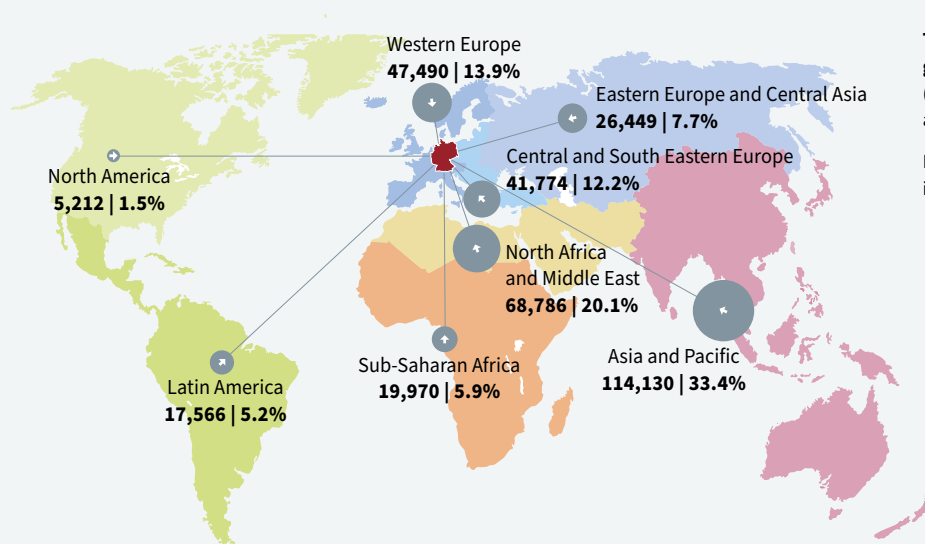 Western Europe
47,490 | 13.9%
Eastern Europe and Central Asia
26,449 | 7.7%
Central and South Eastern Europe
41,774 | 12.2%
North America
5,212 | 1.5%
North Africa
and Middle East
68,786 | 20.1%
Asia and Pacific
114,130 | 33.4%
Sub-Saharan Africa
19,970 | 5.9%
Latin America
17,566 | 5.2%